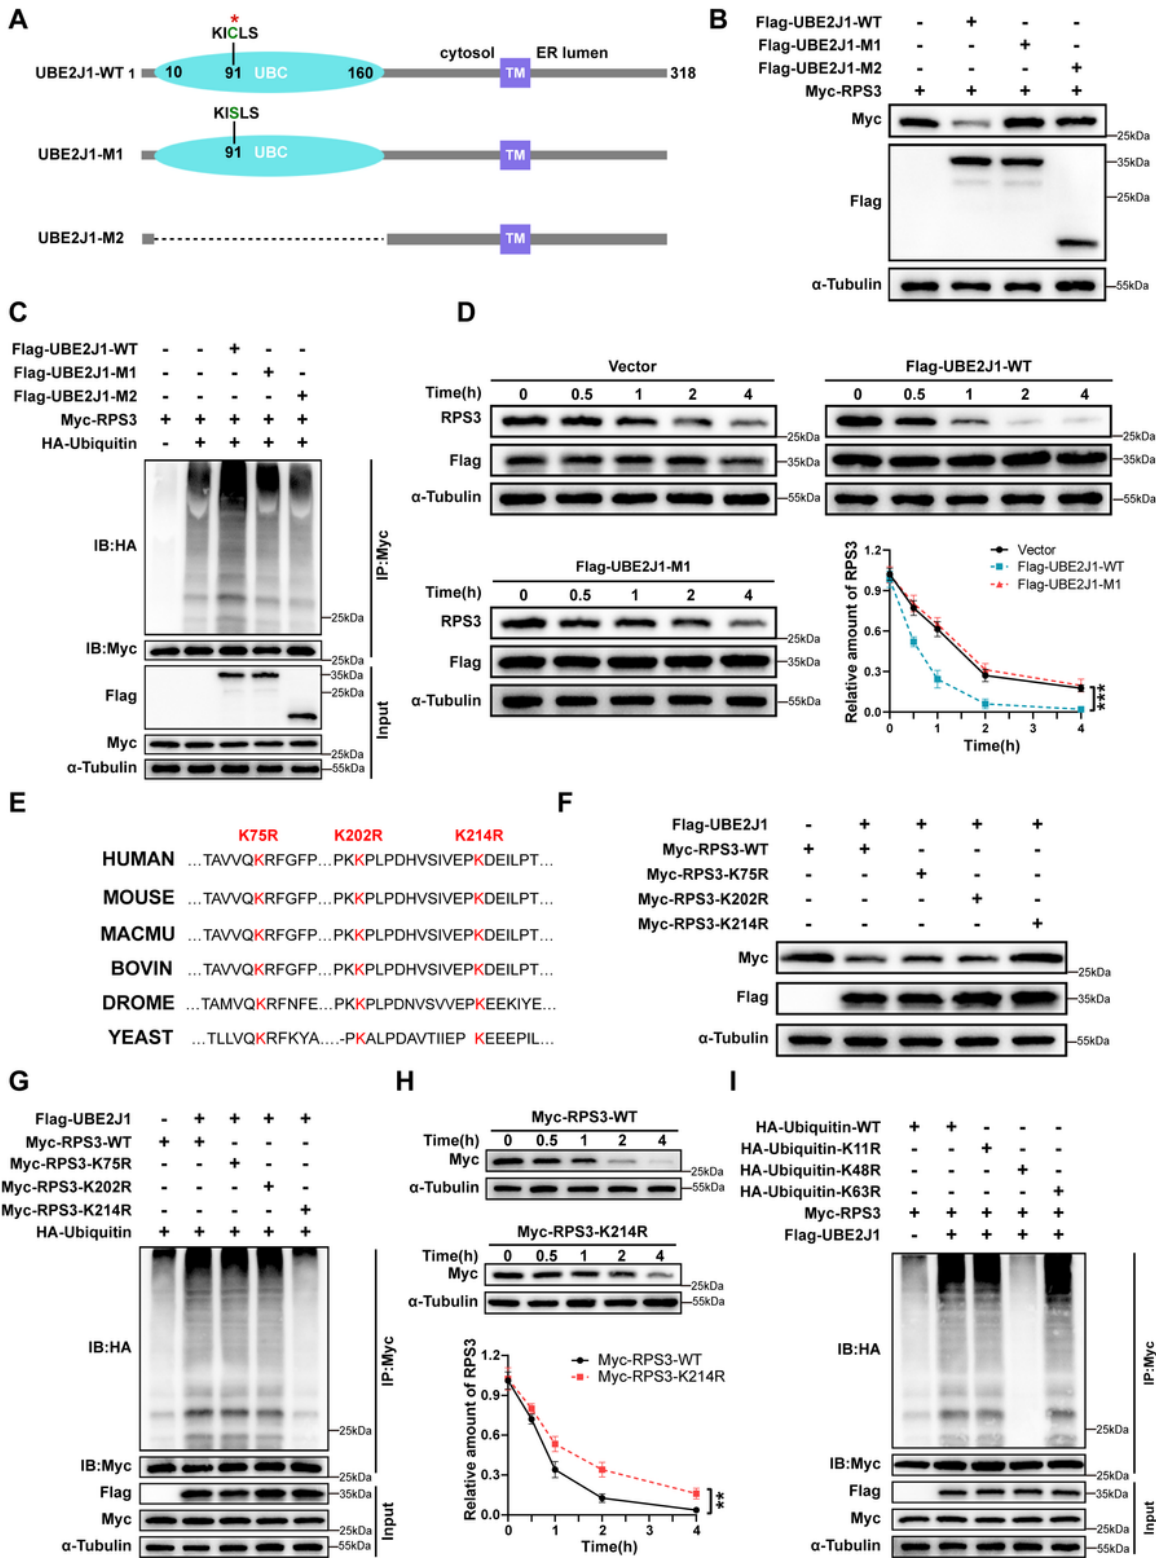 A
*
KICLS
cytosol ER lumen
UBE2J1-WT 1 10 91 UBC 160 TM 318
KISLS
UBE2J1-M1 91 UBC TM
UBE2J1-M2 TM
B
Flag-UBE2J1-WT - + - -
Flag-UBE2J1-M1 - - + -
Flag-UBE2J1-M2 - - - +
Myc-RPS3 + + + +
Myc
25kDa
35kDa
25kDa
Flag
α-Tubulin 55kDa
C
Flag-UBE2J1-WT - - + - -
Flag-UBE2J1-M1 - - - + -
Flag-UBE2J1-M2 - - - - +
Myc-RPS3 + + + + +
HA-Ubiquitin - + + + +
IB:HA
25kDa
IB:Myc
25kDa
IP:Myc
35kDa
Flag 25kDa
Myc
25kDa
α-Tubulin 55kDa
Input
D
Vector
Time(h) 0 0.5 1 2 4
RPS3
25kDa
Flag 35kDa
α-Tubulin 55kDa
Flag-UBE2J1-WT
0 0.5 1 2 4
25kDa
35kDa
55kDa
Flag-UBE2J1-M1
Time(h) 0 0.5 1 2 4
RPS3
25kDa
Flag 35kDa
α-Tubulin 55kDa
Relative amount of RPS3
1.2
0.9
0.6
0.3
0.0
0 1 2 3 4
Time(h)
Vector
Flag-UBE2J1-WT
Flag-UBE2J1-M1
***
E
K75R K202R K214R
HUMAN ...TAVVQKRFGFP...PKKPLPDHVSIVEPKDEILPT...
MOUSE ...TAVVQKRFGFP...PKKPLPDHVSIVEPKDEILPT...
MACMU ...TAVVQKRFGFP...PKKPLPDHVSIVEPKDEILPT...
BOVIN ...TAVVQKRFGFP...PKKPLPDHVSIVEPKDEILPT...
DROME ...TAMVQKRFNFE...PKKPLPDNVSVVEPKEEKIYE...
YEAST ...TLLVQKRFKYA....-PKALPDAVTIIEP KEEEPIL...
F
Flag-UBE2J1 - + + + +
Myc-RPS3-WT + + - - -
Myc-RPS3-K75R - - + - -
Myc-RPS3-K202R - - - + -
Myc-RPS3-K214R - - - - +
Myc
25kDa
Flag 35kDa
α-Tubulin 55kDa
G
Flag-UBE2J1 - + + + +
Myc-RPS3-WT + + - - -
Myc-RPS3-K75R - - + - -
Myc-RPS3-K202R - - - + -
Myc-RPS3-K214R - - - - +
HA-Ubiquitin + + + + +
IB:HA
25kDa
IB:Myc
25kDa
IP:Myc
Flag 35kDa
Myc
25kDa
α-Tubulin 55kDa
Input
H
Myc-RPS3-WT
Time(h) 0 0.5 1 2 4
Myc
25kDa
α-Tubulin 55kDa
Myc-RPS3-K214R
Time(h) 0 0.5 1 2 4
Myc
25kDa
α-Tubulin 55kDa
Relative amount of RPS3
1.2
0.9
0.6
0.3
0.0
0 1 2 3 4
Time(h)
Myc-RPS3-WT
Myc-RPS3-K214R
**
I
HA-Ubiquitin-WT + + - - -
HA-Ubiquitin-K11R - - + - -
HA-Ubiquitin-K48R - - - + -
HA-Ubiquitin-K63R - - - - +
Myc-RPS3 + + + + +
Flag-UBE2J1 - + + + +
IB:HA
25kDa
IB:Myc
25kDa
IP:Myc
Flag 35kDa
Myc
25kDa
α-Tubulin 55kDa
Input